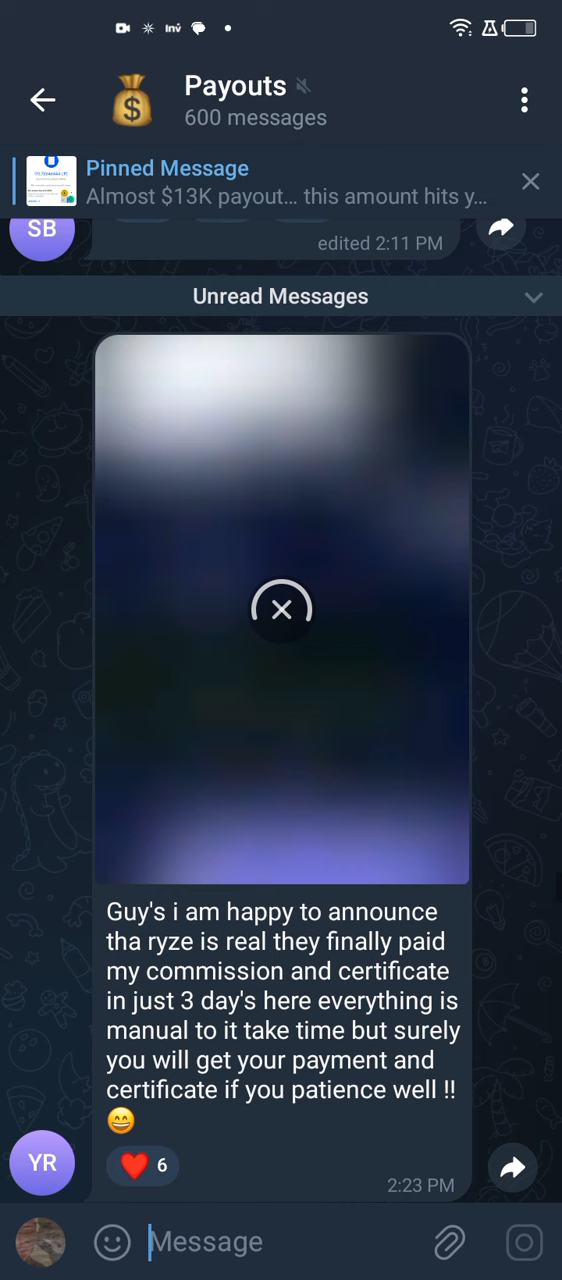 Inv
Payouts
600 messages
Pinned Message
Almost $13K payout... this amount hits y...
SB
edited 2:11 PM
Unread Messages
Guy's i am happy to announce
tha ryze is real they finally paid
my commission and certificate
in just 3 day's here everything is
manual to it take time but surely
you will get your payment and
certificate if you patience well !!
😄
❤️ 6
YR
2:23 PM
Message